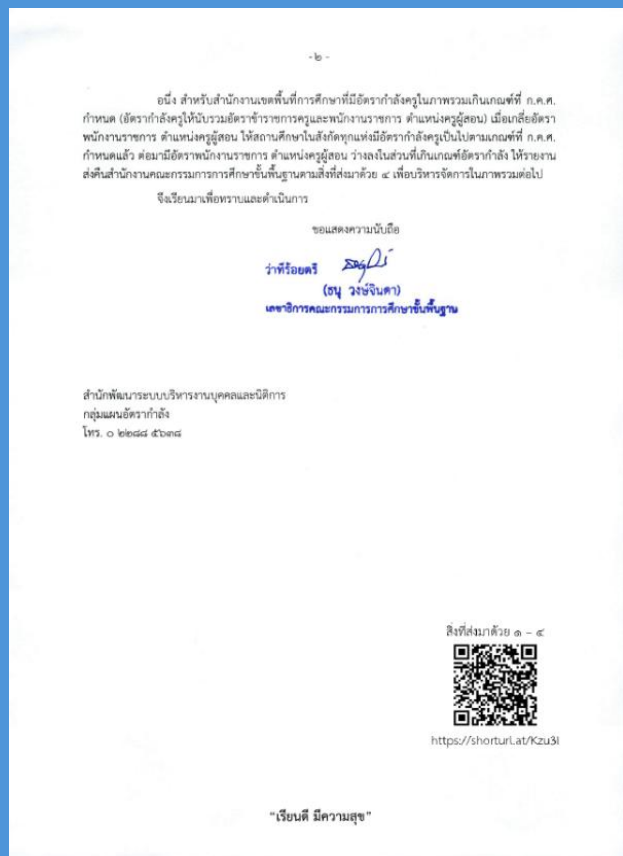 - ๒ -
อนึ่ง สำหรับสำนักงานเขตพื้นที่การศึกษาที่มีอัตรากำลังครูในภาพรวมเกินเกณฑ์ที่ ก.ค.ศ.
กำหนด (อัตรากำลังครูให้นับรวมอัตราข้าราชการครูและพนักงานราชการ ตำแหน่งครูผู้สอน) เมื่อเกลี่ยอัตรา
พนักงานราชการ ตำแหน่งครูผู้สอน ให้สถานศึกษาในสังกัดทุกแห่งมีอัตรากำลังครูเป็นไปตามเกณฑ์ที่ ก.ค.ศ.
กำหนดแล้ว ต่อมามีอัตราพนักงานราชการ ตำแหน่งครูผู้สอน ว่างลงในส่วนที่เกินเกณฑ์อัตรากำลัง ให้รายงาน
ส่งคืนสำนักงานคณะกรรมการการศึกษาขั้นพื้นฐานตามสิ่งที่ส่งมาด้วย ๔ เพื่อบริหารจัดการในภาพรวมต่อไป
จึงเรียนมาเพื่อทราบและดำเนินการ
ขอแสดงความนับถือ
ว่าที่ร้อยตรี
(ธนุ วงษ์จินดา)
เลขาธิการคณะกรรมการการศึกษาขั้นพื้นฐาน
สำนักพัฒนาระบบบริหารงานบุคคลและนิติการ
กลุ่มแผนอัตรากำลัง
โทร. ๐ ๒๒๘๘ ๕๖๓๘
สิ่งที่ส่งมาด้วย ๑ - ๔
https://shorturl.at/Kzu3l
"เรียนดี มีความสุข"